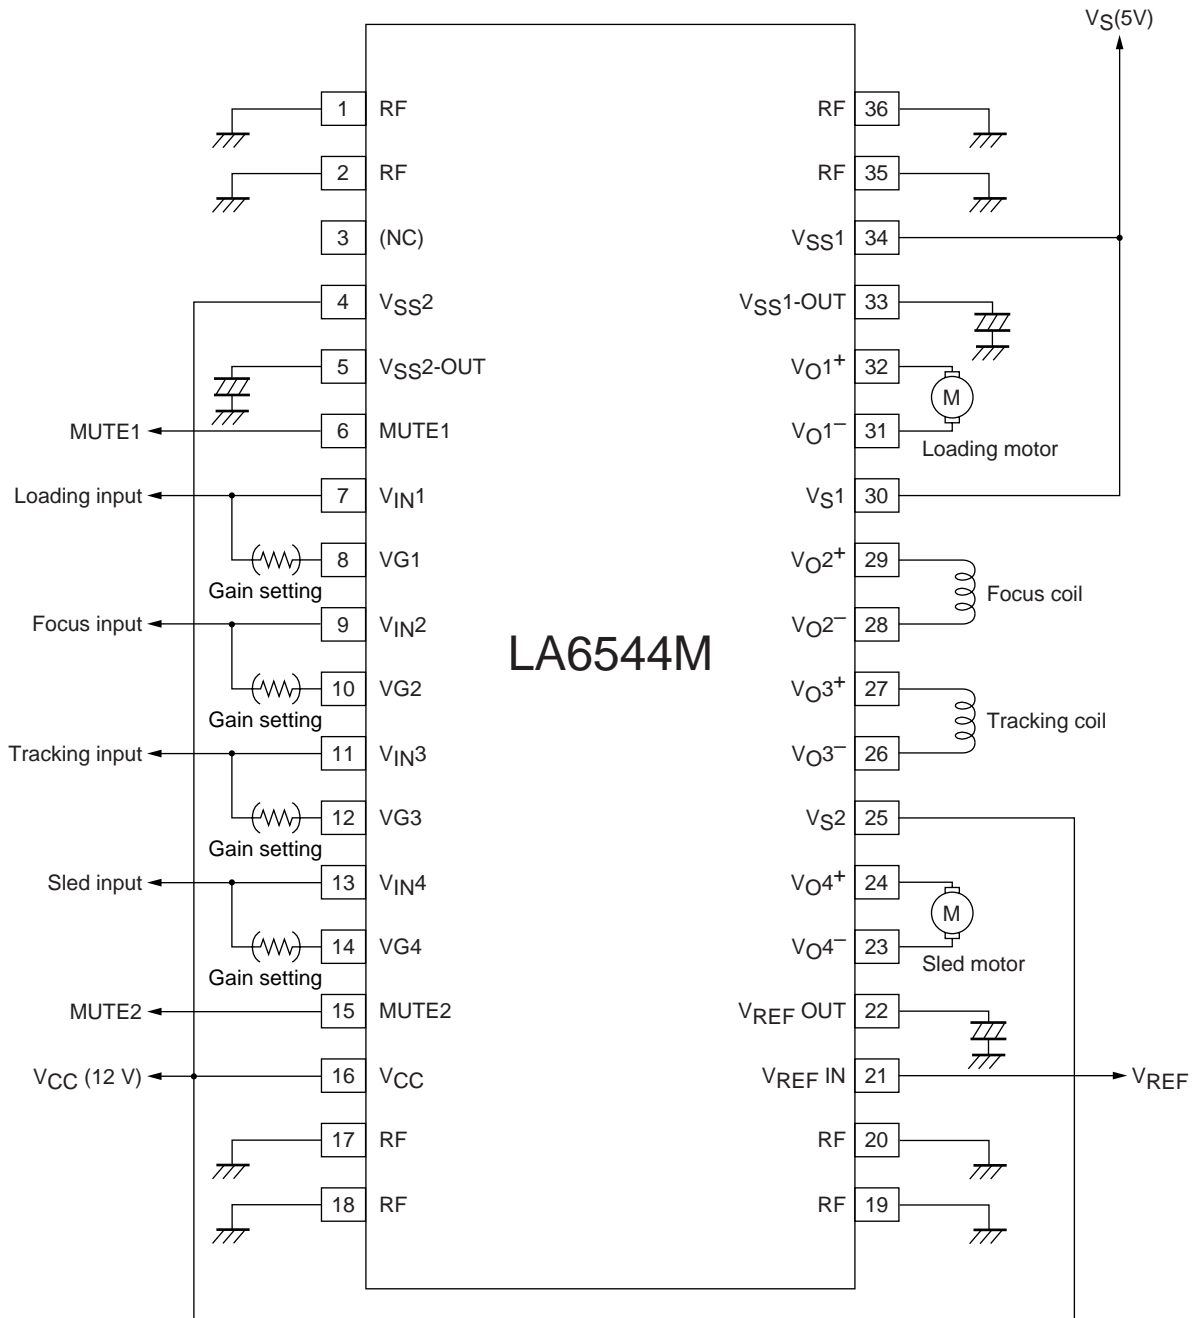 VS(5V)
1 RF
RF 36
2 RF
RF 35
3 (NC)
VSS1 34
4 VSS2
VSS1-OUT 33
5 VSS2-OUT
VO1+ 32
M
MUTE1 6 MUTE1
VO1− 31
Loading motor
Loading input 7 VIN1
VS1 30
8 VG1
VO2+ 29
Gain setting
Focus coil
Focus input 9 VIN2
VO2− 28
LA6544M
10 VG2
VO3+ 27
Gain setting
Tracking coil
Tracking input 11 VIN3
VO3− 26
12 VG3
VS2 25
Gain setting
Sled input 13 VIN4
VO4+ 24
M
14 VG4
VO4− 23
Gain setting
Sled motor
MUTE2 15 MUTE2
VREF OUT 22
VCC (12 V) 16 VCC
VREF IN 21 VREF
17 RF
RF 20
18 RF
RF 19